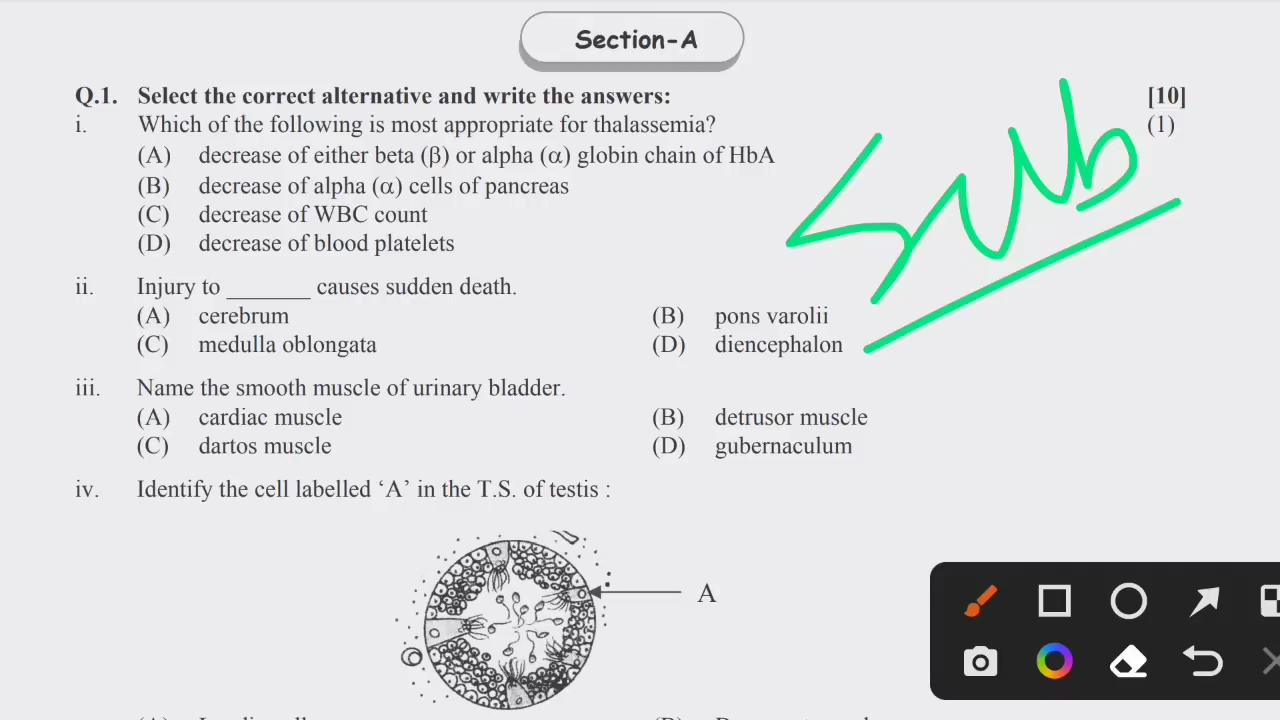 Section-A
Q.1. Select the correct alternative and write the answers: [10]
i. Which of the following is most appropriate for thalassemia? (1)
(A) decrease of either beta (β) or alpha (α) globin chain of HbA
(B) decrease of alpha (α) cells of pancreas
(C) decrease of WBC count
(D) decrease of blood platelets
Sub
ii. Injury to _______ causes sudden death.
(A) cerebrum (B) pons varolii
(C) medulla oblongata (D) diencephalon
iii. Name the smooth muscle of urinary bladder.
(A) cardiac muscle (B) detrusor muscle
(C) dartos muscle (D) gubernaculum
iv. Identify the cell labelled ‘A’ in the T.S. of testis :
A